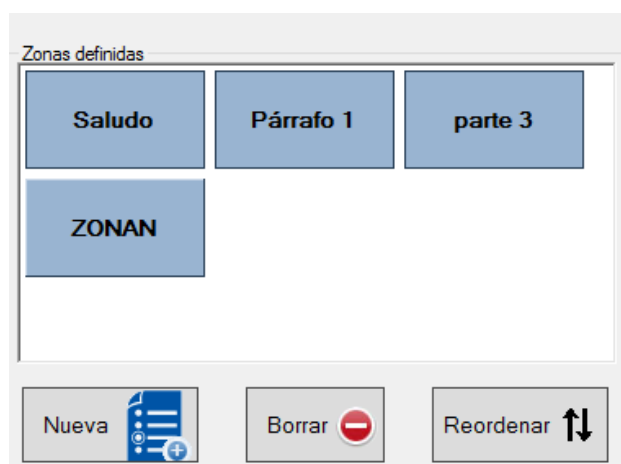 Zonas definidas
Saludo Párrafo 1 parte 3
ZONAN
Nueva Borrar Reordenar